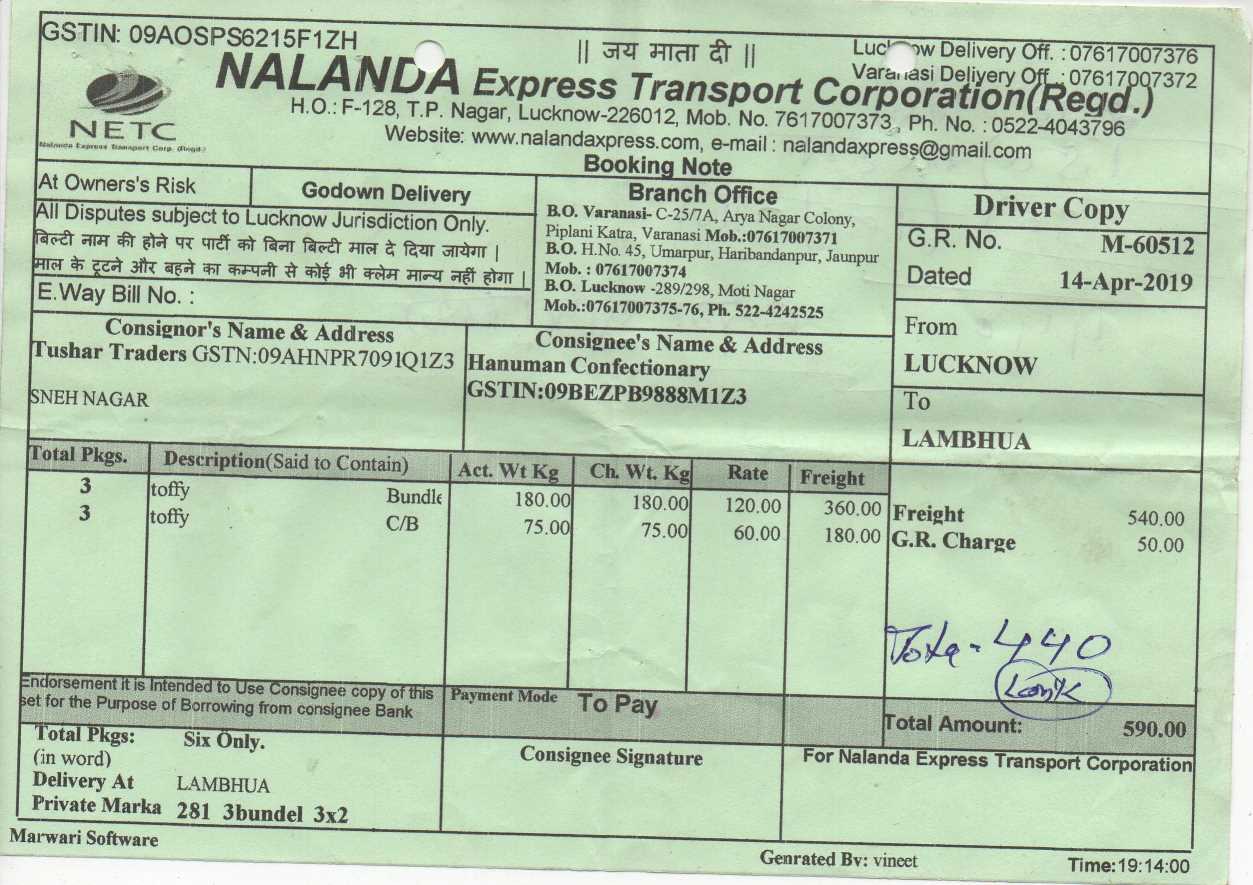 GSTIN: 09AOSPS6215F1ZH
|| जय माता दी ||
Lucknow Delivery Off. : 07617007376
Varanasi Delivery Off. : 07617007372
NALANDA Express Transport Corporation(Regd.)
NETC
Nalanda Express Transport Corp. (Regd.)
H.O.: F-128, T.P. Nagar, Lucknow-226012, Mob. No. 7617007373, Ph. No. : 0522-4043796
Website: www.nalandaxpress.com, e-mail : nalandaxpress@gmail.com
Booking Note
At Owners's Risk
Godown Delivery
All Disputes subject to Lucknow Jurisdiction Only.
बिल्टी नाम की होने पर पार्टी को बिना बिल्टी माल दे दिया जायेगा |
माल के टूटने और बहने का कम्पनी से कोई भी क्लेम मान्य नहीं होगा |
E.Way Bill No. :
Branch Office
B.O. Varanasi- C-25/7A, Arya Nagar Colony,
Piplani Katra, Varanasi Mob.:07617007371
B.O. H.No. 45, Umarpur, Haribandanpur, Jaunpur
Mob. : 07617007374
B.O. Lucknow -289/298, Moti Nagar
Mob.:07617007375-76, Ph. 522-4242525
Driver Copy
G.R. No. M-60512
Dated 14-Apr-2019
From
LUCKNOW
To
LAMBHUA
Consignor's Name & Address
Tushar Traders GSTN:09AHNPR7091Q1Z3
SNEH NAGAR
Consignee's Name & Address
Hanuman Confectionary
GSTIN:09BEZPB9888M1Z3
Total Pkgs. Description(Said to Contain) Act. Wt Kg Ch. Wt. Kg Rate Freight
3 toffy Bundle 180.00 180.00 120.00 360.00
3 toffy C/B 75.00 75.00 60.00 180.00
Freight 540.00
G.R. Charge 50.00
Tota - 440
Endorsement it is Intended to Use Consignee copy of this
set for the Purpose of Borrowing from consignee Bank
Payment Mode To Pay
Total Amount: 590.00
Total Pkgs: Six Only.
(in word)
Delivery At LAMBHUA
Private Marka 281 3bundel 3x2
Consignee Signature
For Nalanda Express Transport Corporation
Marwari Software
Genrated By: vineet
Time:19:14:00